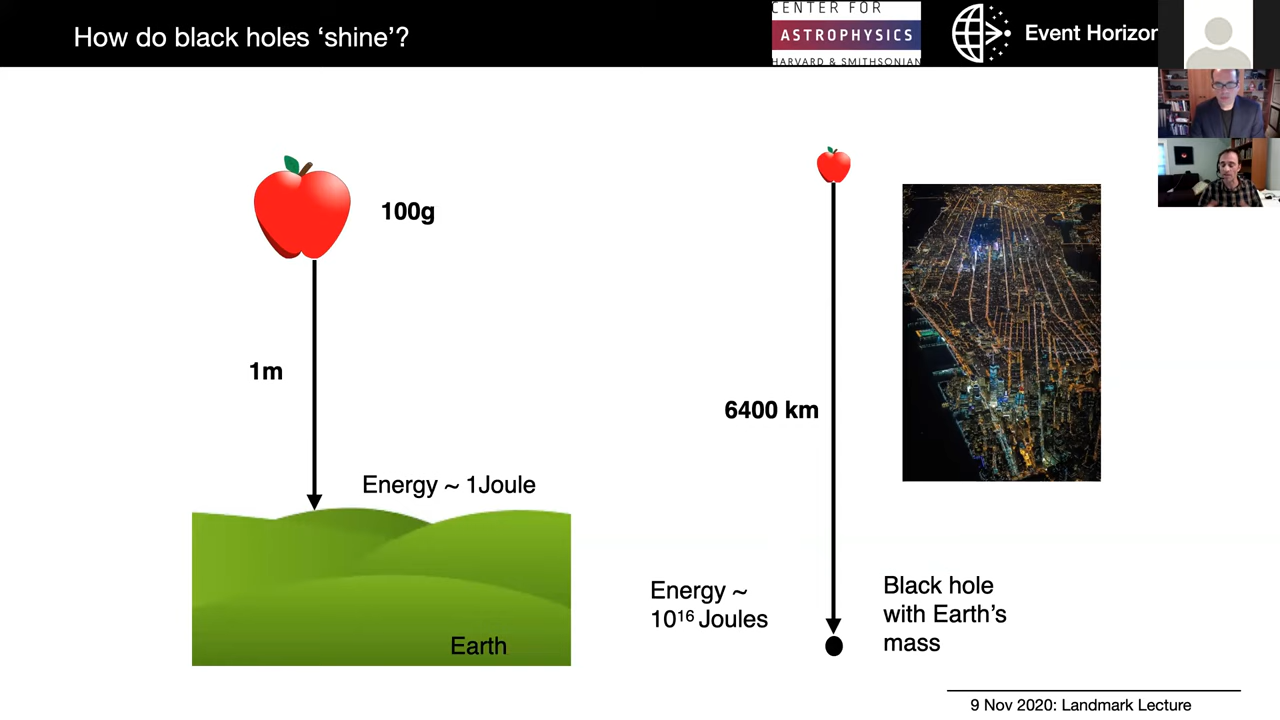 How do black holes ‘shine’?
CENTER FOR
ASTROPHYSICS
HARVARD & SMITHSONIAN
Event Horizon
100g
1m
Energy ~ 1Joule
Earth
6400 km
Energy ~
10¹⁶ Joules
Black hole
with Earth’s
mass
9 Nov 2020: Landmark Lecture